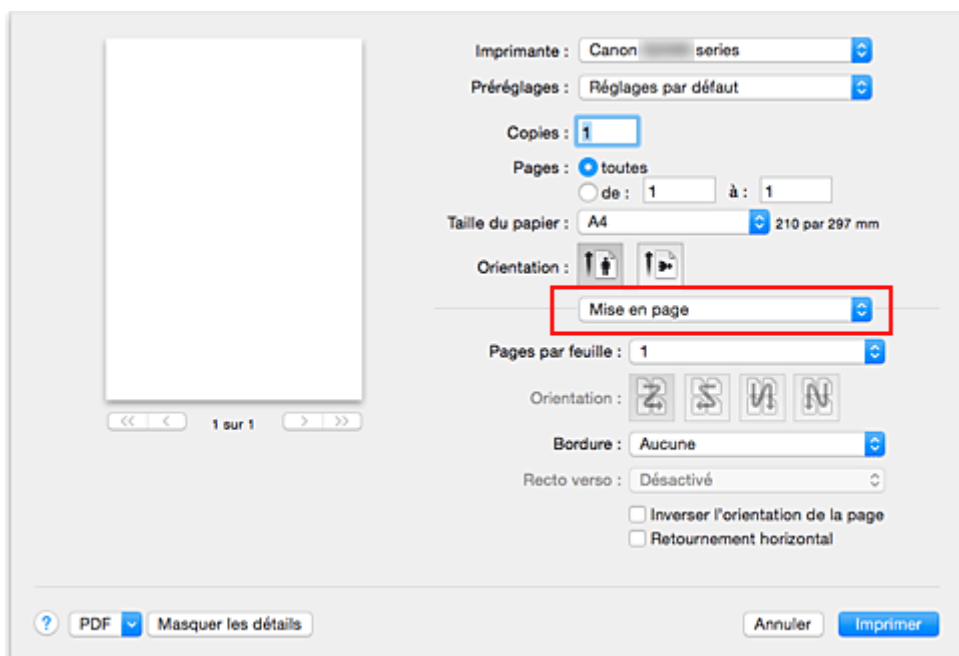 Imprimante : Canon series
Préréglages : Réglages par défaut
Copies : 1
Pages : toutes
de : 1 à : 1
Taille du papier : A4 210 par 297 mm
Orientation :
Mise en page
Pages par feuille : 1
Orientation :
Bordure : Aucune
Recto verso : Désactivé
Inverser l'orientation de la page
Retournement horizontal
<< < 1 sur 1 > >>
? PDF Masquer les détails Annuler Imprimer